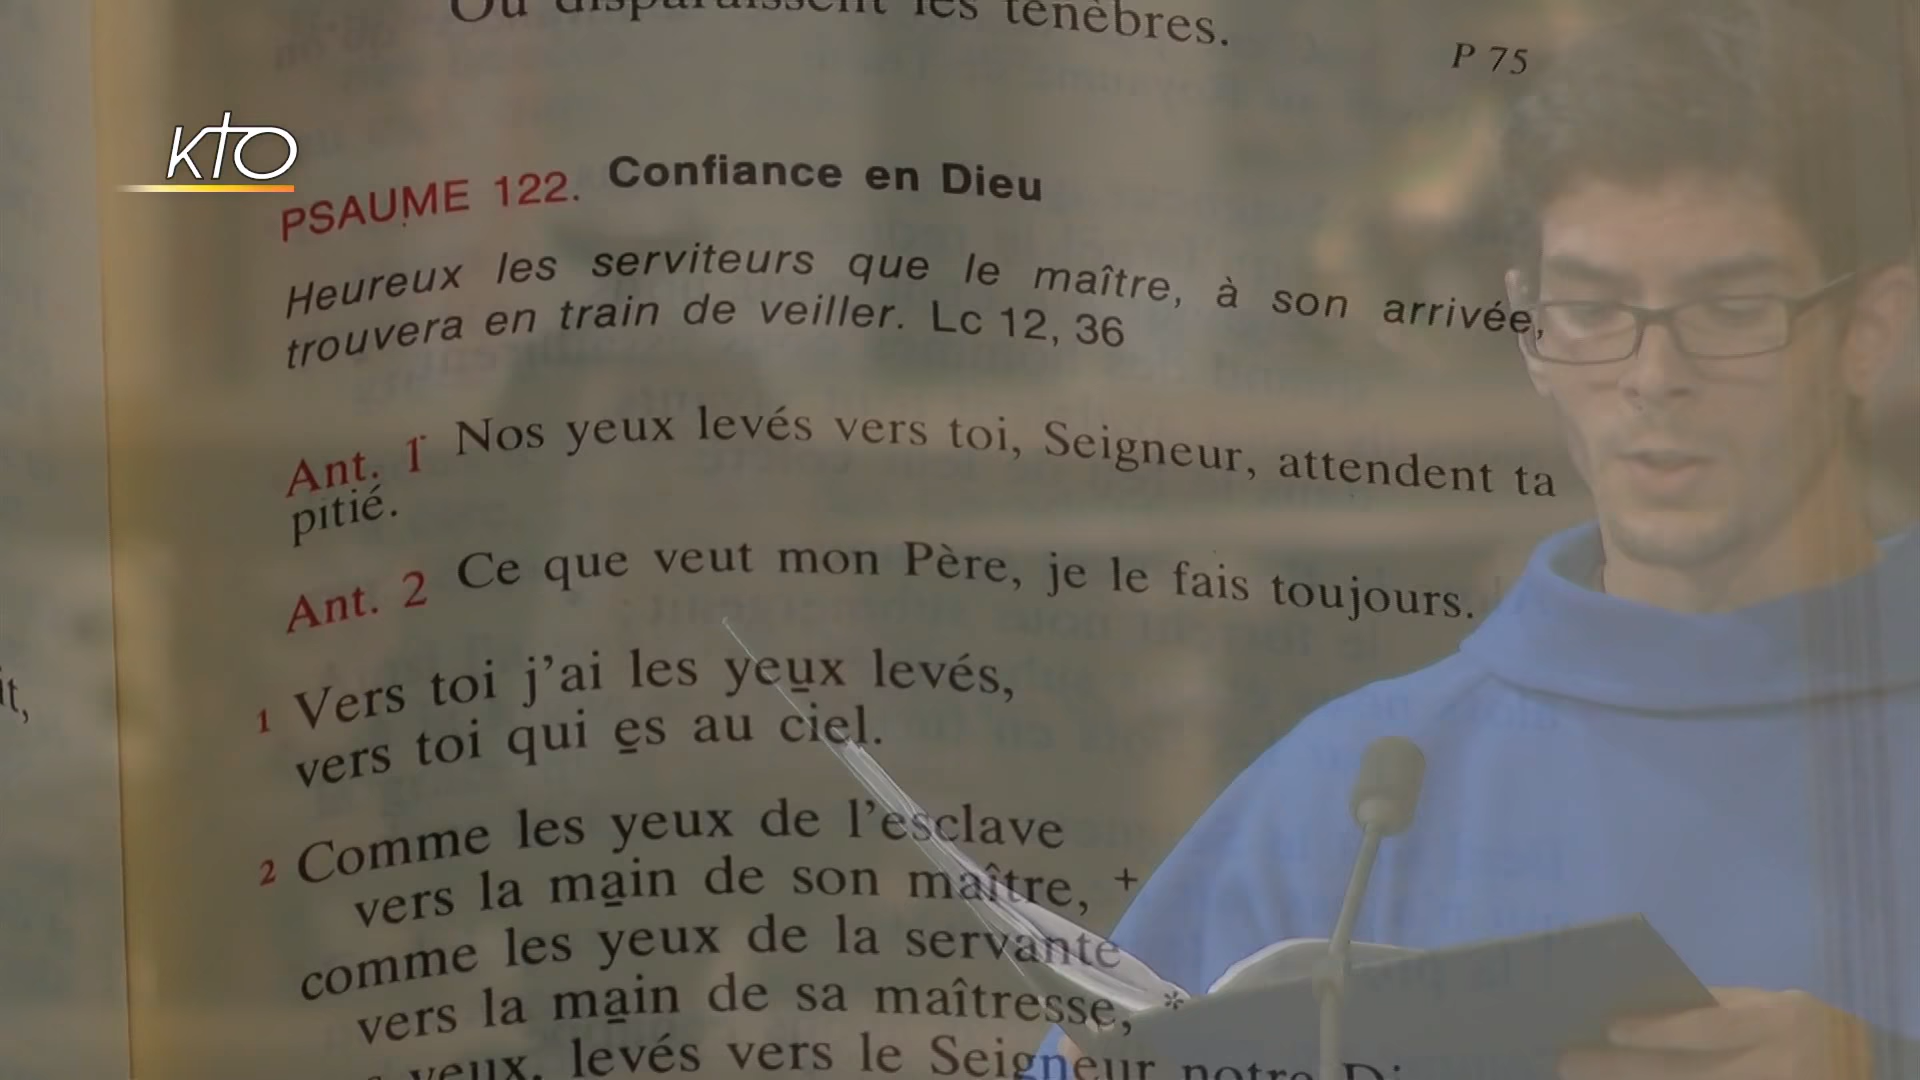 Où disparaissent les ténèbres.
P 75
KTO
PSAUME 122. Confiance en Dieu
Heureux les serviteurs que le maître, à son arrivée,
trouvera en train de veiller. Lc 12, 36
Ant. 1 Nos yeux levés vers toi, Seigneur, attendent ta
pitié.
Ant. 2 Ce que veut mon Père, je le fais toujours.
1 Vers toi j'ai les yeux levés,
vers toi qui es au ciel.
2 Comme les yeux de l'esclave
vers la main de son maître, +
comme les yeux de la servante
vers la main de sa maîtresse, *
yeux, levés vers le Seigneur notre